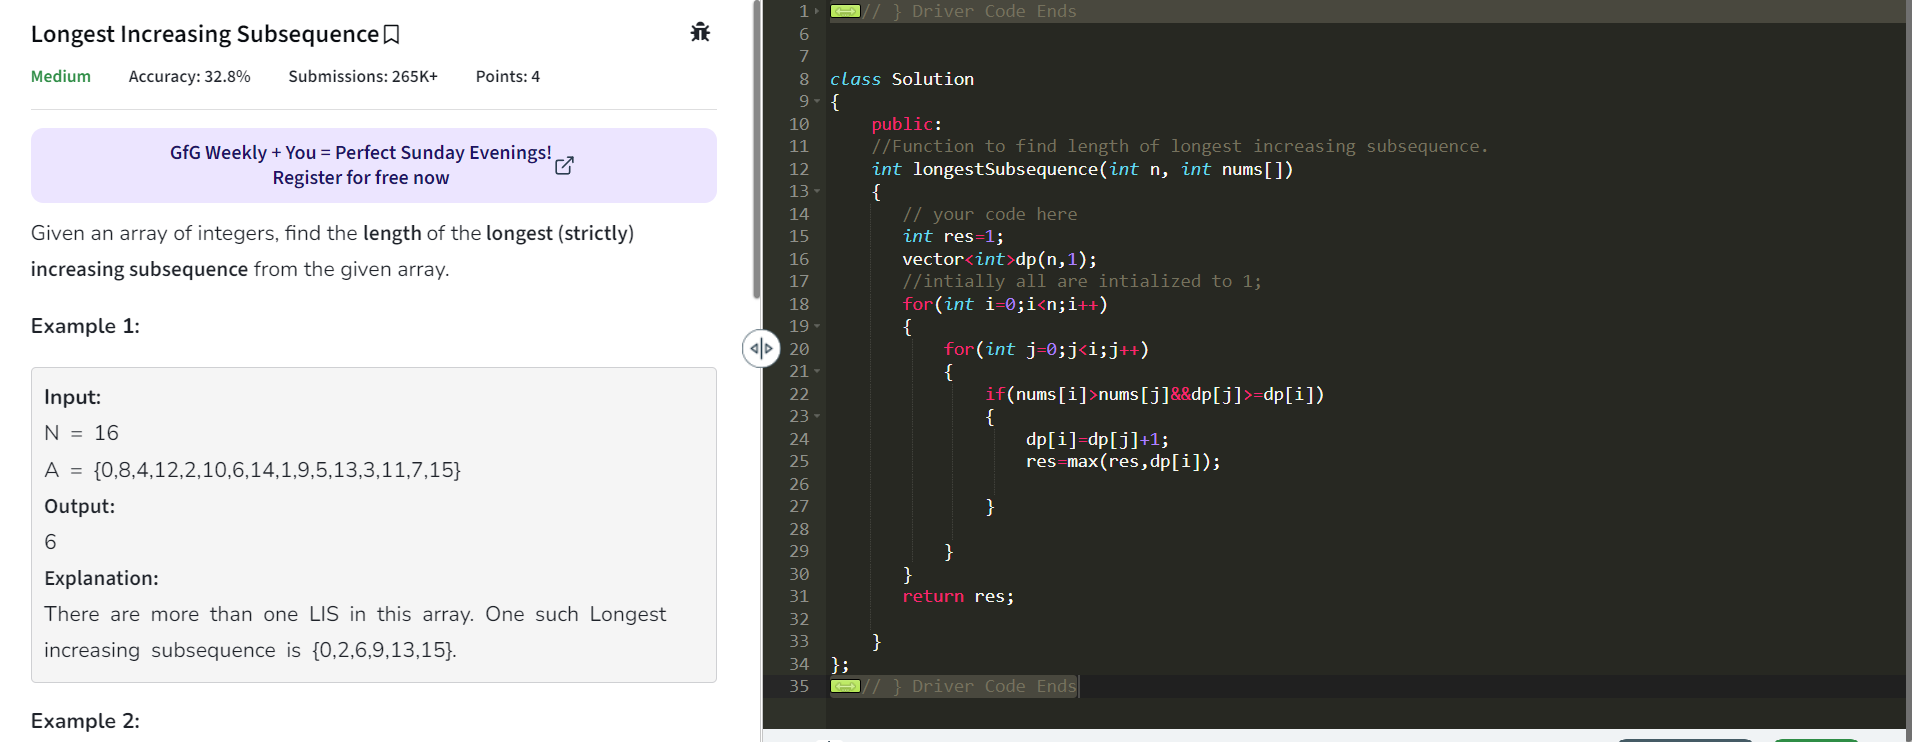 Longest Increasing Subsequence
Medium Accuracy: 32.8% Submissions: 265K+ Points: 4
GfG Weekly + You = Perfect Sunday Evenings!
Register for free now
Given an array of integers, find the length of the longest (strictly)
increasing subsequence from the given array.
Example 1:
Input:
N = 16
A = {0,8,4,12,2,10,6,14,1,9,5,13,3,11,7,15}
Output:
6
Explanation:
There are more than one LIS in this array. One such Longest
increasing subsequence is {0,2,6,9,13,15}.
Example 2:
1 // } Driver Code Ends
6
7
8 class Solution
9 {
10 public:
11 //Function to find length of longest increasing subsequence.
12 int longestSubsequence(int n, int nums[])
13 {
14 // your code here
15 int res=1;
16 vector<int>dp(n,1);
17 //intially all are intialized to 1;
18 for(int i=0;i<n;i++)
19 {
20 for(int j=0;j<i;j++)
21 {
22 if(nums[i]>nums[j]&&dp[j]>=dp[i])
23 {
24 dp[i]=dp[j]+1;
25 res=max(res,dp[i]);
26
27 }
28
29 }
30 }
31 return res;
32
33 }
34 };
35 // } Driver Code Ends